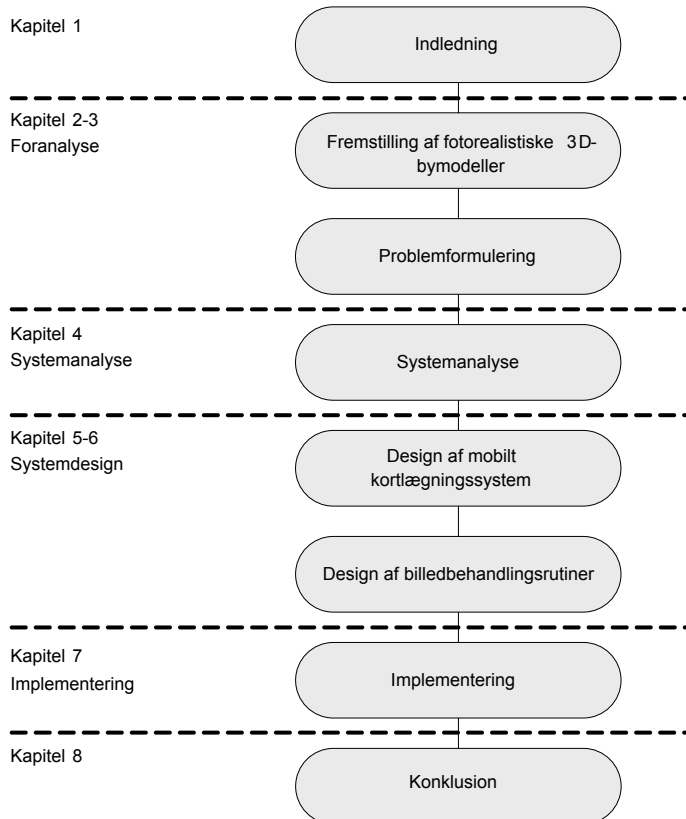 Kapitel 1
Indledning
Kapitel 2-3
Foranalyse
Fremstilling af fotorealistiske 3D-
bymodeller
Problemformulering
Kapitel 4
Systemanalyse
Systemanalyse
Kapitel 5-6
Systemdesign
Design af mobilt
kortlægningssystem
Design af billedbehandlingsrutiner
Kapitel 7
Implementering
Implementering
Kapitel 8
Konklusion